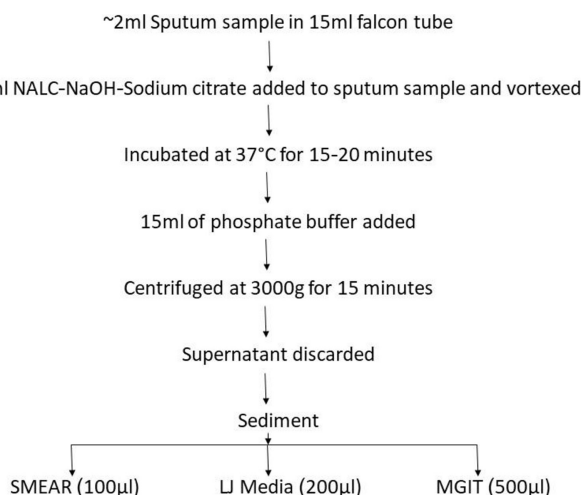 ~2ml Sputum sample in 15ml falcon tube
NALC-NaOH-Sodium citrate added to sputum sample and vortexed
Incubated at 37°C for 15-20 minutes
15ml of phosphate buffer added
Centrifuged at 3000g for 15 minutes
Supernatant discarded
Sediment
SMEAR (100µl) LJ Media (200µl) MGIT (500µl)